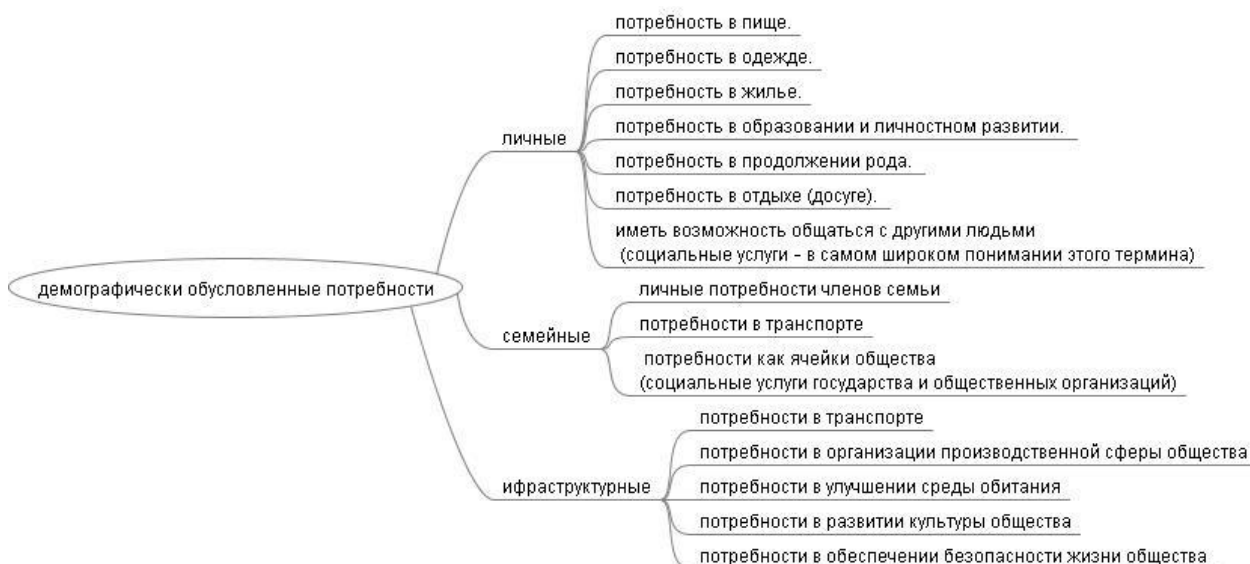 потребность в пище.
потребность в одежде.
потребность в жилье.
потребность в образовании и личностном развитии.
личные
потребность в продолжении рода.
потребность в отдыхе (досуге).
иметь возможность общаться с другими людьми
(социальные услуги – в самом широком понимании этого термина)
демографически обусловленные потребности
личные потребности членов семьи
потребности в транспорте
семейные
потребности как ячейки общества
(социальные услуги государства и общественных организаций)
потребности в транспорте
потребности в организации производственной сферы общества
ифраструктурные
потребности в улучшении среды обитания
потребности в развитии культуры общества
потребности в обеспечении безопасности жизни общества